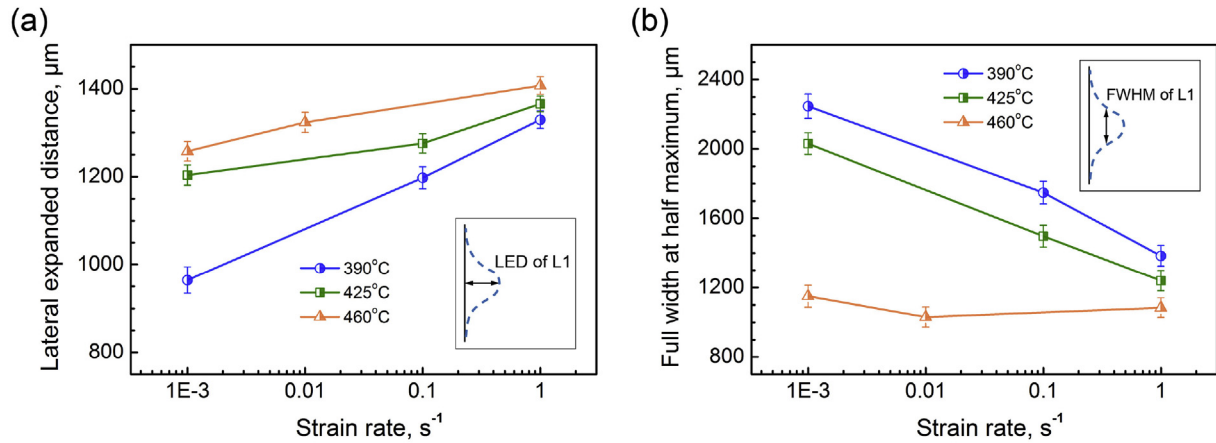 (a)
Lateral expanded distance, μm
1400
1200
1000
800
1E-3
0.01
0.1
1
Strain rate, s⁻¹
390°C
425°C
460°C
LED of L1
(b)
Full width at half maximum, μm
2400
2000
1600
1200
800
1E-3
0.01
0.1
1
Strain rate, s⁻¹
390°C
425°C
460°C
FWHM of L1